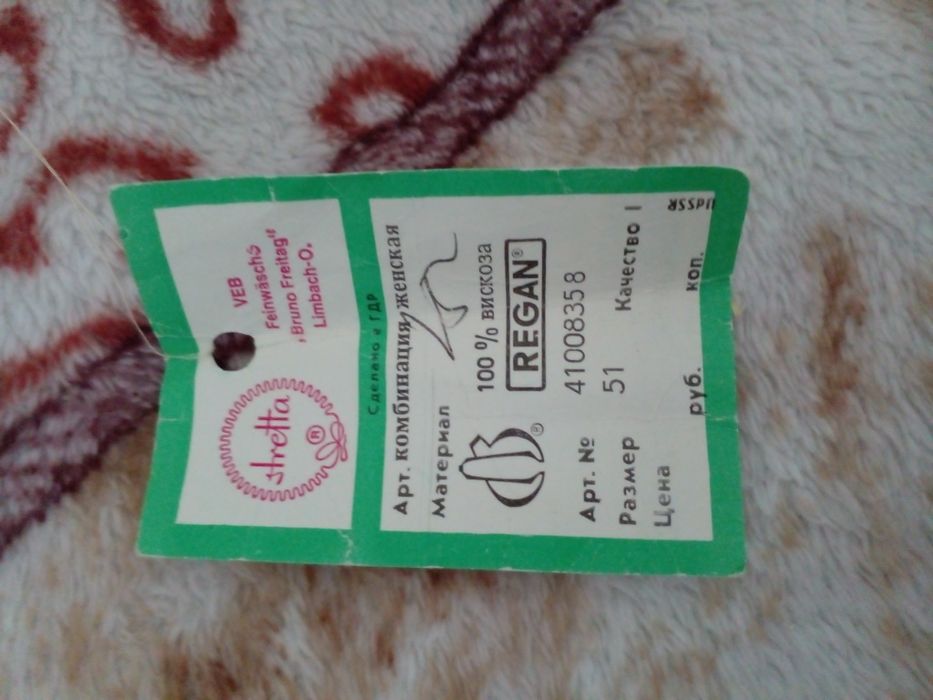 stretta ®
VEB
Feinwäsche
„Bruno Freitag"
Limbach-O.
Сделано в ГДР
Арт. комбинация женская
Материал
100 % вискоза
® REGAN®
Арт. № 41008358
Размер 51 Качество I
Цена руб. коп.
UdSSR